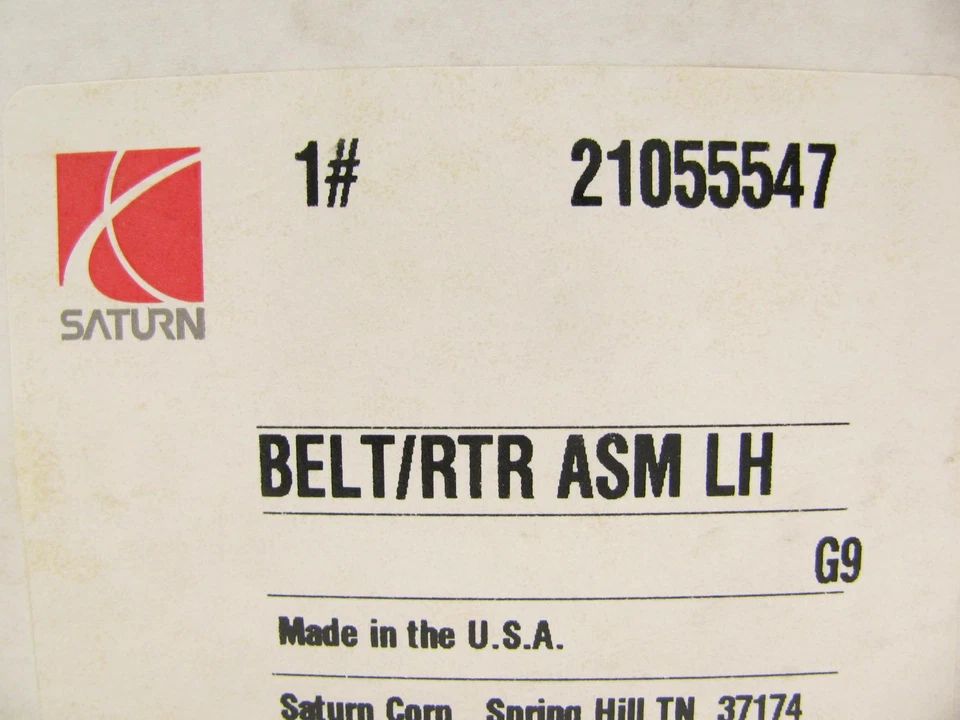 1# 21055547
SATURN
BELT/RTR ASM LH
G9
Made in the U.S.A.
Saturn Corp Spring Hill TN 37174